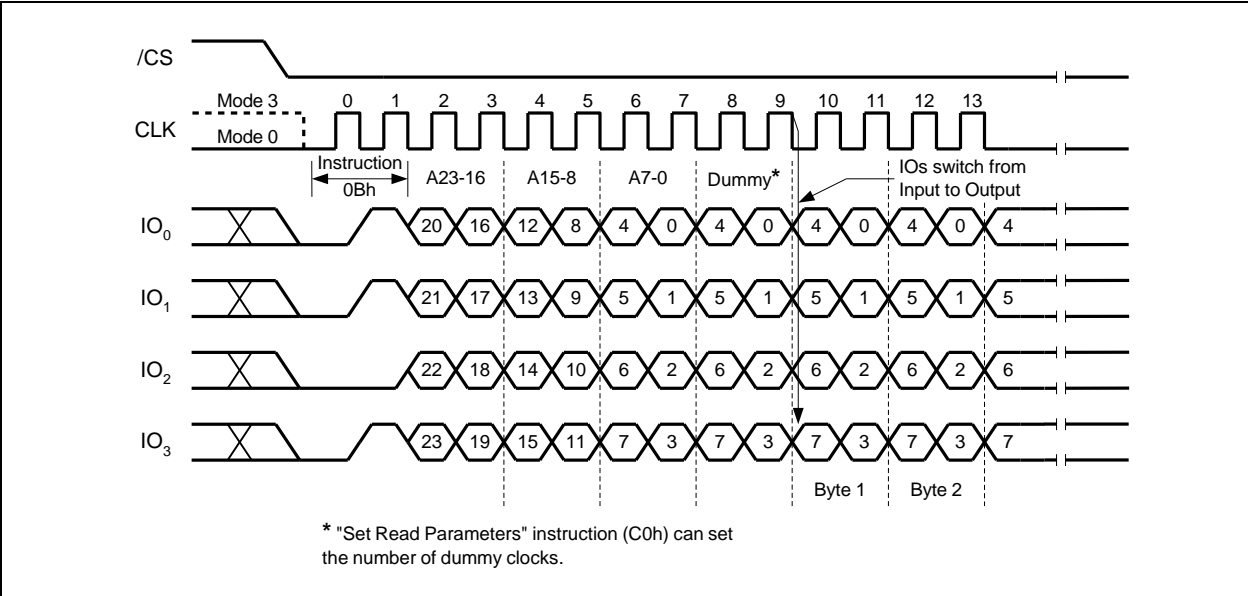 /CS
Mode 3 0 1 2 3 4 5 6 7 8 9 10 11 12 13
CLK
Mode 0
Instruction
0Bh
A23-16 A15-8 A7-0 Dummy*
IOs switch from
Input to Output
IO0 20 16 12 8 4 0 4 0 4 0 4 0 4
IO1 21 17 13 9 5 1 5 1 5 1 5 1 5
IO2 22 18 14 10 6 2 6 2 6 2 6 2 6
IO3 23 19 15 11 7 3 7 3 7 3 7 3 7
Byte 1 Byte 2
* "Set Read Parameters" instruction (C0h) can set
the number of dummy clocks.